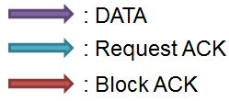 : DATA
: Request ACK
: Block ACK